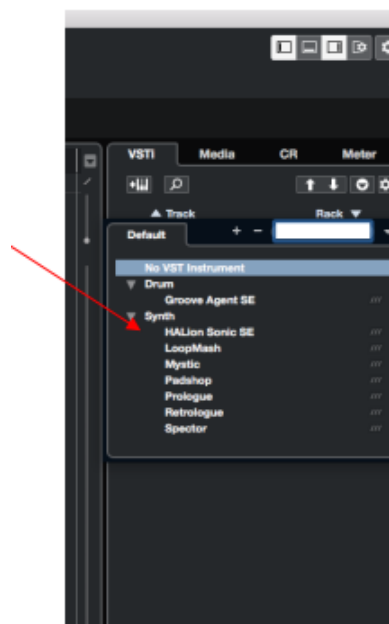 VSTi Media CR Meter
Track Rack
Default + −
No VST Instrument
Drum
Groove Agent SE
Synth
HALion Sonic SE
LoopMash
Mystic
Padshop
Prologue
Retrologue
Spector